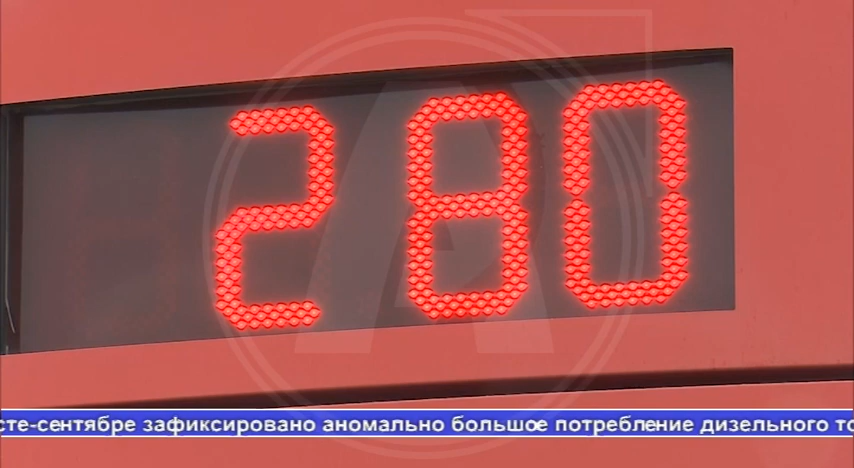 280
сте-сентябре зафиксировано аномально большое потребление дизельного то